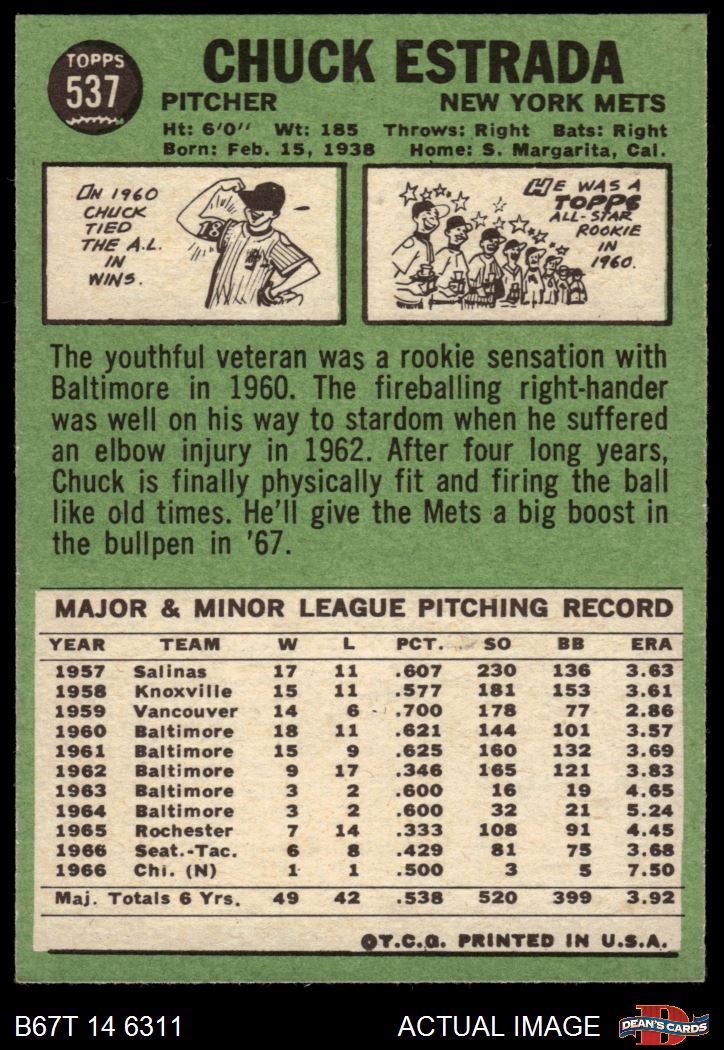 TOPPS
537
CHUCK ESTRADA
PITCHER NEW YORK METS
Ht: 6'0" Wt: 185 Throws: Right Bats: Right
Born: Feb. 15, 1938 Home: S. Margarita, Cal.
IN 1960
CHUCK
TIED
THE A.L.
IN
WINS.
18
HE WAS A
TOPPS
ALL-STAR
ROOKIE
IN
1960.
The youthful veteran was a rookie sensation with
Baltimore in 1960. The fireballing right-hander
was well on his way to stardom when he suffered
an elbow injury in 1962. After four long years,
Chuck is finally physically fit and firing the ball
like old times. He'll give the Mets a big boost in
the bullpen in '67.
MAJOR & MINOR LEAGUE PITCHING RECORD
YEAR TEAM W L PCT. SO BB ERA
1957 Salinas 17 11 .607 230 136 3.63
1958 Knoxville 15 11 .577 181 153 3.61
1959 Vancouver 14 6 .700 178 77 2.86
1960 Baltimore 18 11 .621 144 101 3.57
1961 Baltimore 15 9 .625 160 132 3.69
1962 Baltimore 9 17 .346 165 121 3.83
1963 Baltimore 3 2 .600 16 19 4.65
1964 Baltimore 3 2 .600 32 21 5.24
1965 Rochester 7 14 .333 108 91 4.45
1966 Seat.-Tac. 6 8 .429 81 75 3.68
1966 Chi. (N) 1 1 .500 3 5 7.50
Maj. Totals 6 Yrs. 49 42 .538 520 399 3.92
©T.C.G. PRINTED IN U.S.A.
B67T 14 6311 ACTUAL IMAGE
D
DEAN'S CARDS